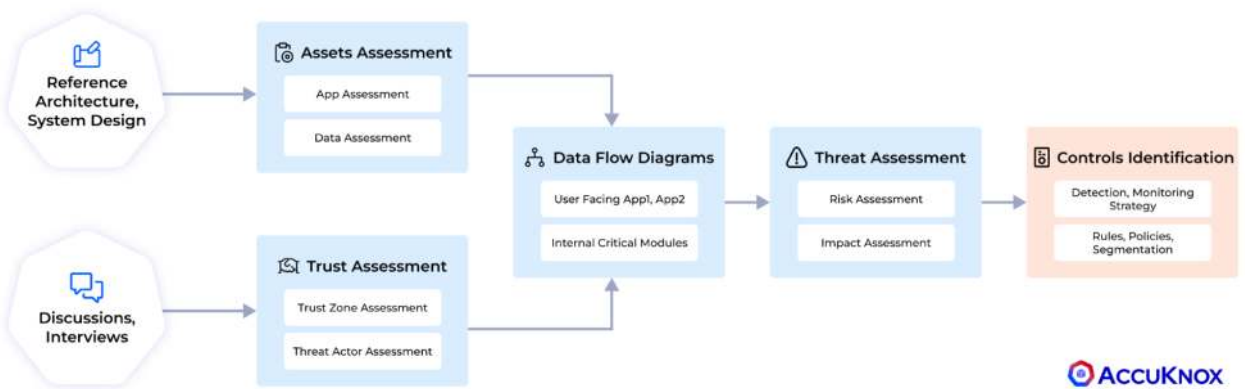 Reference
Architecture,
System Design
Assets Assessment
App Assessment
Data Assessment
Discussions,
Interviews
Trust Assessment
Trust Zone Assessment
Threat Actor Assessment
Data Flow Diagrams
User Facing App1, App2
Internal Critical Modules
Threat Assessment
Risk Assessment
Impact Assessment
Controls Identification
Detection, Monitoring
Strategy
Rules, Policies,
Segmentation
ACCUKNOX